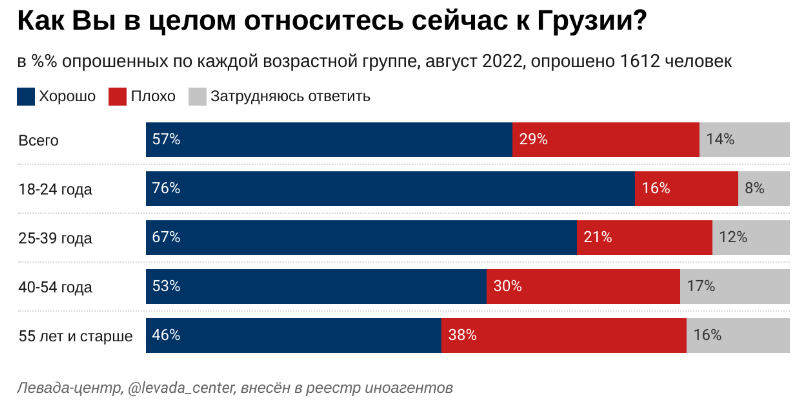 Как Вы в целом относитесь сейчас к Грузии?
в %% опрошенных по каждой возрастной группе, август 2022, опрошено 1612 человек
Хорошо Плохо Затрудняюсь ответить
Всего 57% 29% 14%
18-24 года 76% 16% 8%
25-39 года 67% 21% 12%
40-54 года 53% 30% 17%
55 лет и старше 46% 38% 16%
Левада-центр, @levada_center, внесён в реестр иноагентов